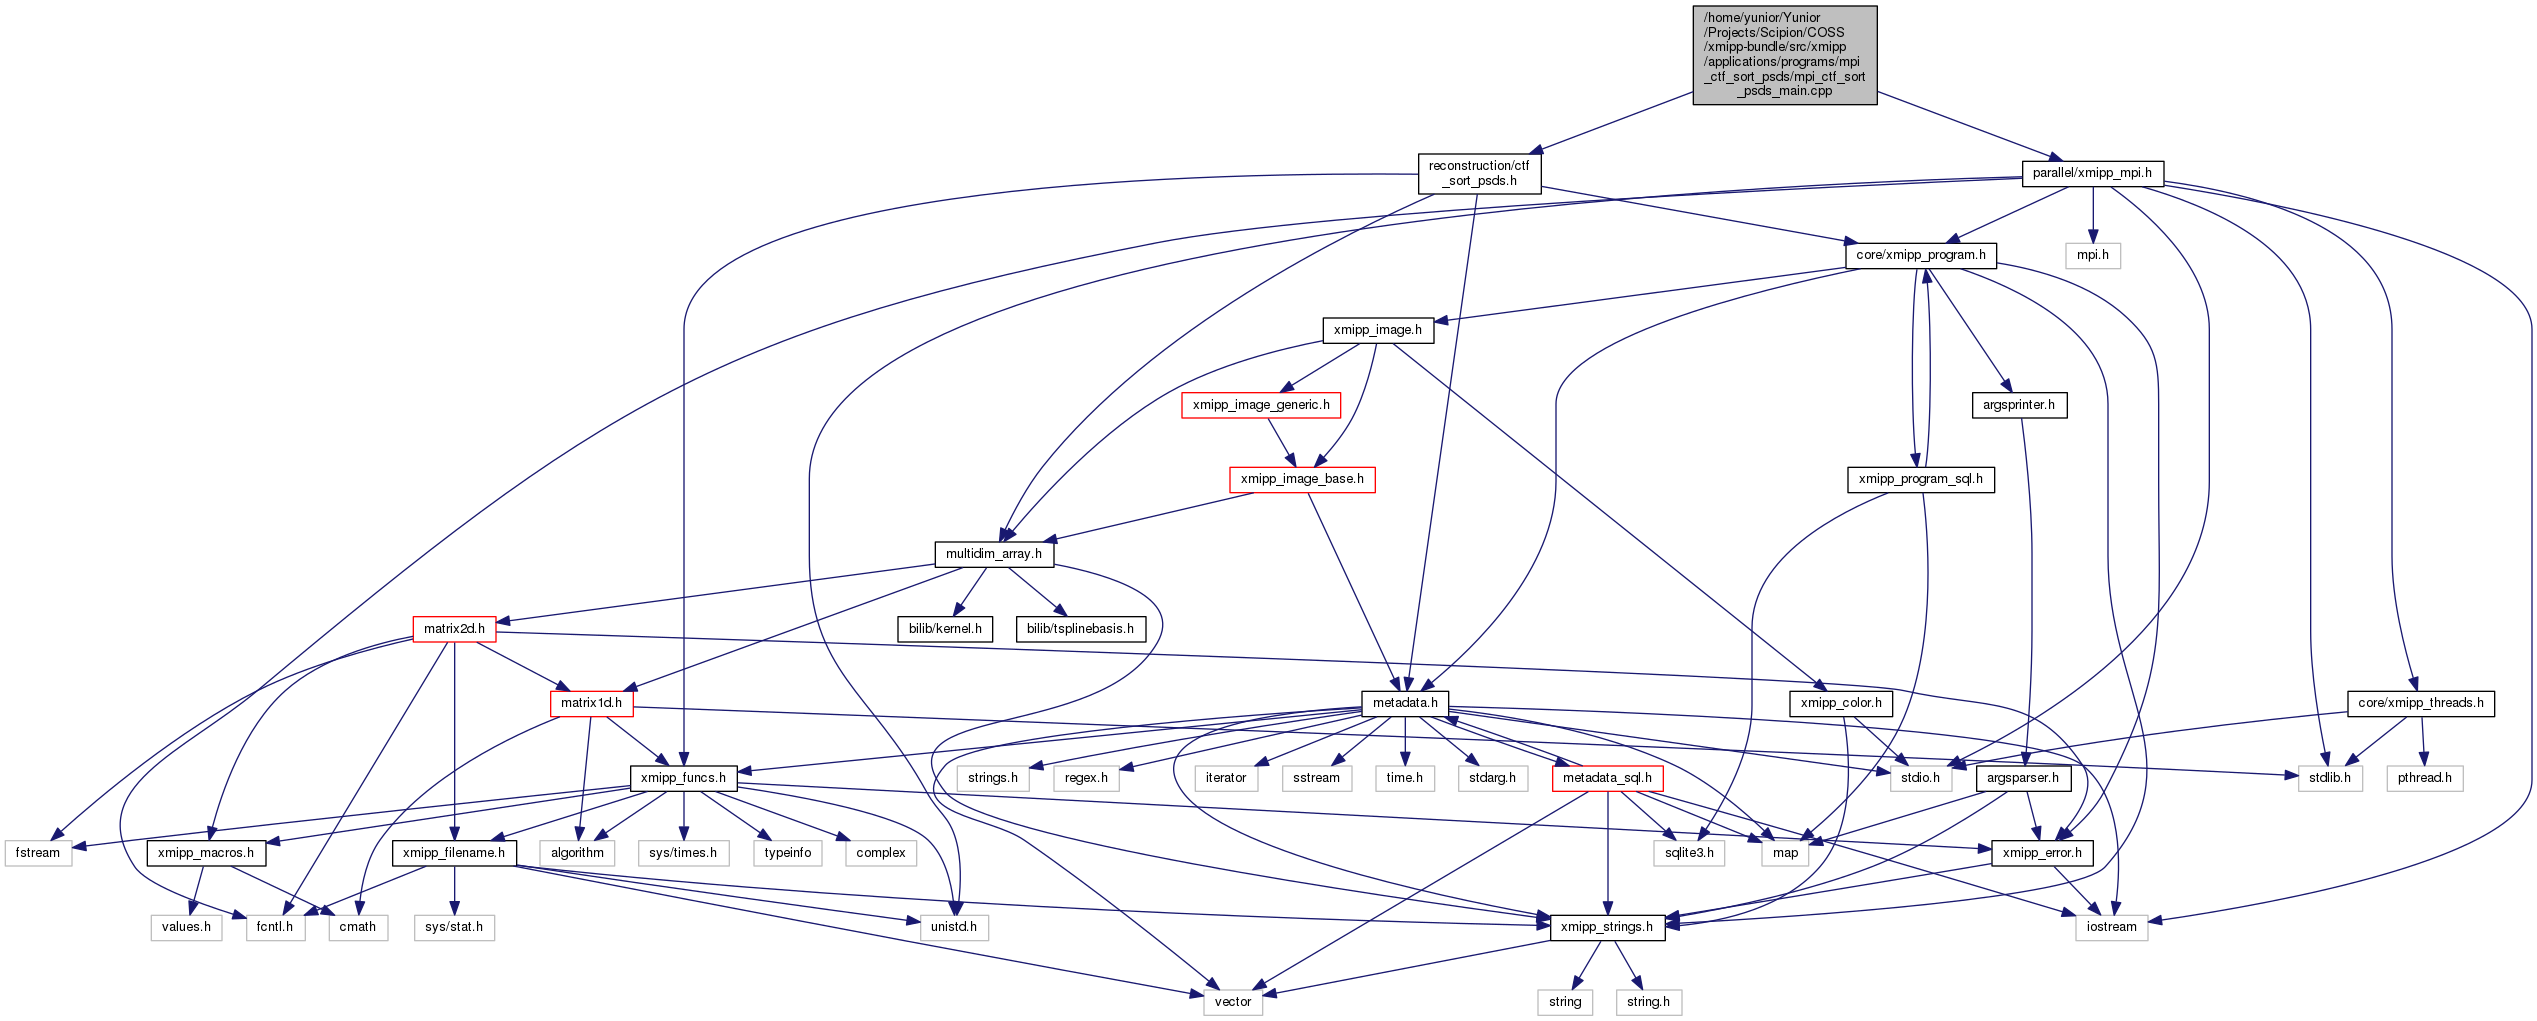 /home/yunior/Yunior
/Projects/Scipion/COSS
/xmipp-bundle/src/xmipp
/applications/programs/mpi
_ctf_sort_psds/mpi_ctf_sort
_psds_main.cpp
reconstruction/ctf
_sort_psds.h
parallel/xmipp_mpi.h
core/xmipp_program.h
mpi.h
xmipp_image.h
xmipp_image_generic.h
argsprinter.h
xmipp_image_base.h
xmipp_program_sql.h
multidim_array.h
matrix2d.h
bilib/kernel.h
bilib/tsplinebasis.h
matrix1d.h
metadata.h
xmipp_color.h
core/xmipp_threads.h
xmipp_funcs.h
strings.h
regex.h
iterator
sstream
time.h
stdarg.h
metadata_sql.h
stdio.h
argsparser.h
stdlib.h
pthread.h
fstream
xmipp_macros.h
xmipp_filename.h
algorithm
sys/times.h
typeinfo
complex
sqlite3.h
map
xmipp_error.h
values.h
fcntl.h
cmath
sys/stat.h
unistd.h
xmipp_strings.h
iostream
vector
string
string.h